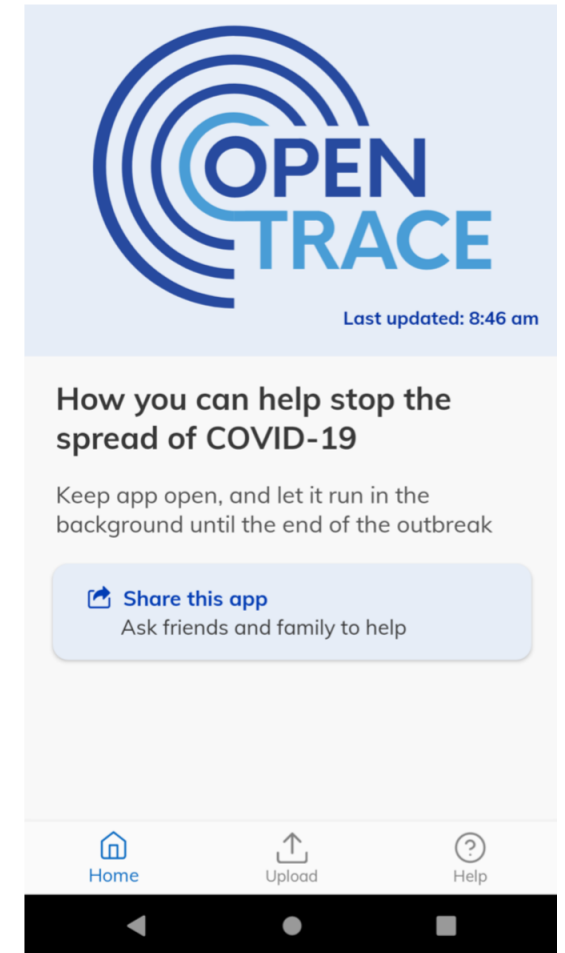 OPEN
TRACE
Last updated: 8:46 am
How you can help stop the
spread of COVID-19
Keep app open, and let it run in the
background until the end of the outbreak
Share this app
Ask friends and family to help
Home Upload Help